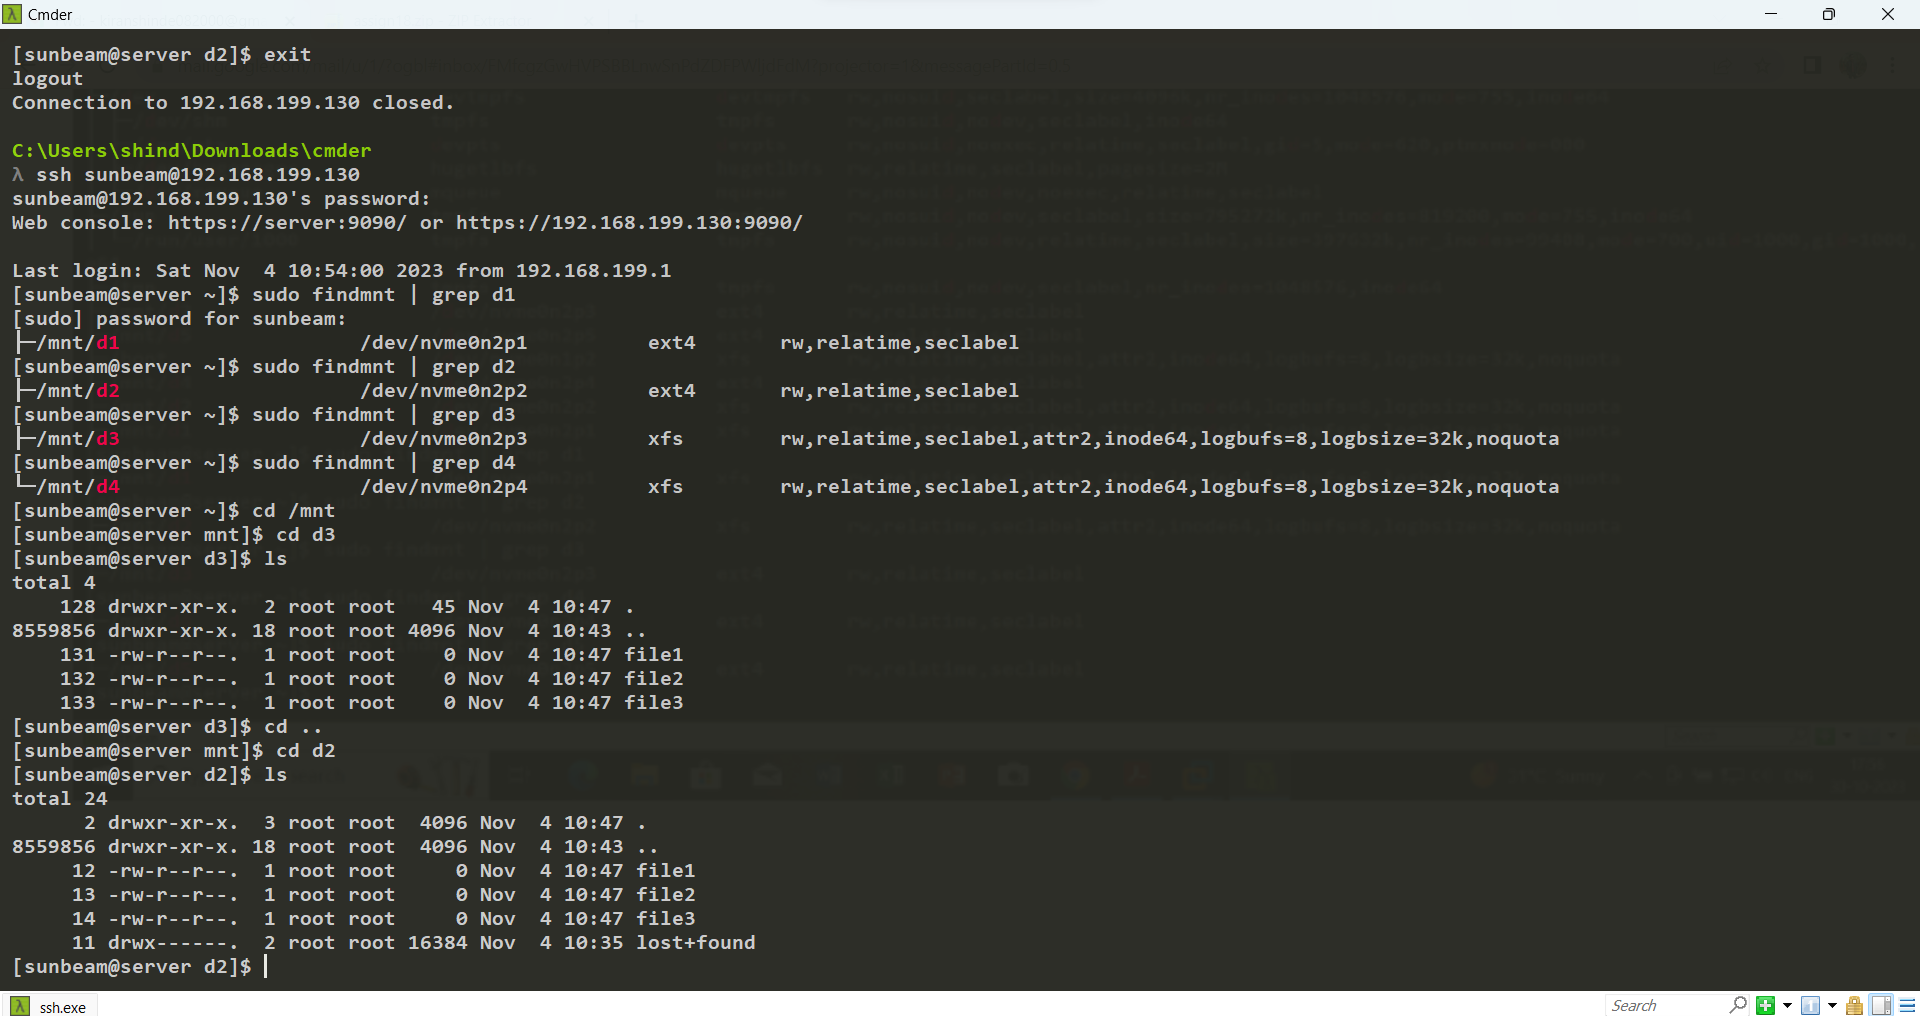 Cmder
[sunbeam@server d2]$ exit
logout
Connection to 192.168.199.130 closed.
C:\Users\shind\Downloads\cmder
λ ssh sunbeam@192.168.199.130
sunbeam@192.168.199.130's password:
Web console: https://server:9090/ or https://192.168.199.130:9090/
Last login: Sat Nov  4 10:54:00 2023 from 192.168.199.1
[sunbeam@server ~]$ sudo findmnt | grep d1
[sudo] password for sunbeam:
├─/mnt/d1                    /dev/nvme0n2p1          ext4       rw,relatime,seclabel
[sunbeam@server ~]$ sudo findmnt | grep d2
├─/mnt/d2                    /dev/nvme0n2p2          ext4       rw,relatime,seclabel
[sunbeam@server ~]$ sudo findmnt | grep d3
├─/mnt/d3                    /dev/nvme0n2p3          xfs        rw,relatime,seclabel,attr2,inode64,logbufs=8,logbsize=32k,noquota
[sunbeam@server ~]$ sudo findmnt | grep d4
└─/mnt/d4                    /dev/nvme0n2p4          xfs        rw,relatime,seclabel,attr2,inode64,logbufs=8,logbsize=32k,noquota
[sunbeam@server ~]$ cd /mnt
[sunbeam@server mnt]$ cd d3
[sunbeam@server d3]$ ls
total 4
    128 drwxr-xr-x.  2 root root   45 Nov  4 10:47 .
8559856 drwxr-xr-x. 18 root root 4096 Nov  4 10:43 ..
    131 -rw-r--r--.  1 root root    0 Nov  4 10:47 file1
    132 -rw-r--r--.  1 root root    0 Nov  4 10:47 file2
    133 -rw-r--r--.  1 root root    0 Nov  4 10:47 file3
[sunbeam@server d3]$ cd ..
[sunbeam@server mnt]$ cd d2
[sunbeam@server d2]$ ls
total 24
      2 drwxr-xr-x.  3 root root  4096 Nov  4 10:47 .
8559856 drwxr-xr-x. 18 root root  4096 Nov  4 10:43 ..
     12 -rw-r--r--.  1 root root     0 Nov  4 10:47 file1
     13 -rw-r--r--.  1 root root     0 Nov  4 10:47 file2
     14 -rw-r--r--.  1 root root     0 Nov  4 10:47 file3
     11 drwx------.  2 root root 16384 Nov  4 10:35 lost+found
[sunbeam@server d2]$
ssh.exe
Search